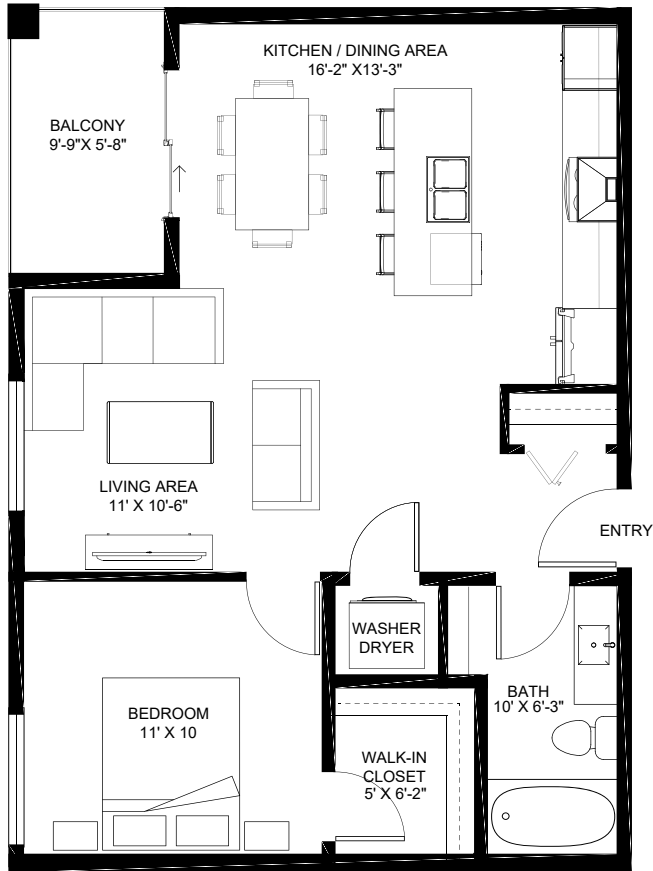 KITCHEN / DINING AREA
16'-2" X13'-3"
BALCONY
9'-9"X 5'-8"
LIVING AREA
11' X 10'-6"
ENTRY
WASHER
DRYER
BATH
10' X 6'-3"
BEDROOM
11' X 10
WALK-IN
CLOSET
5' X 6'-2"